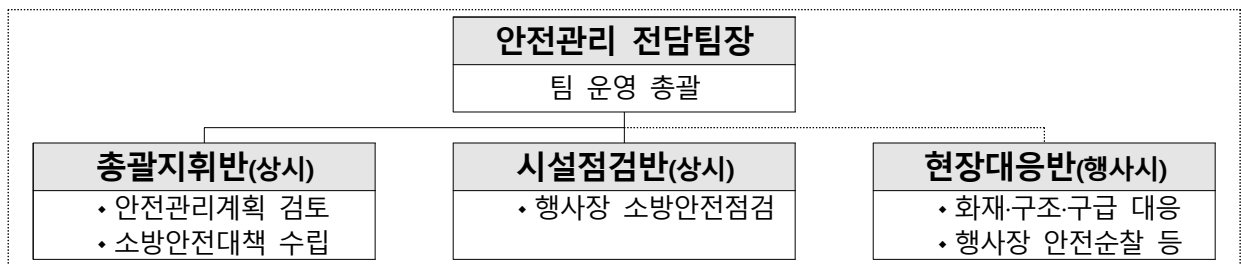 안전관리 전담팀장
팀 운영 총괄
총괄지휘반(상시)
⬩안전관리계획 검토
⬩소방안전대책 수립
시설점검반(상시)
⬩행사장 소방안전점검
현장대응반(행사시)
⬩화재·구조·구급 대응
⬩행사장 안전순찰 등